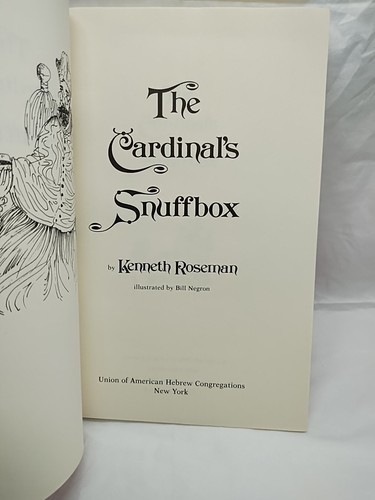 The
Cardinal's
Snuffbox
by Kenneth Roseman
illustrated by Bill Negron
Union of American Hebrew Congregations
New York